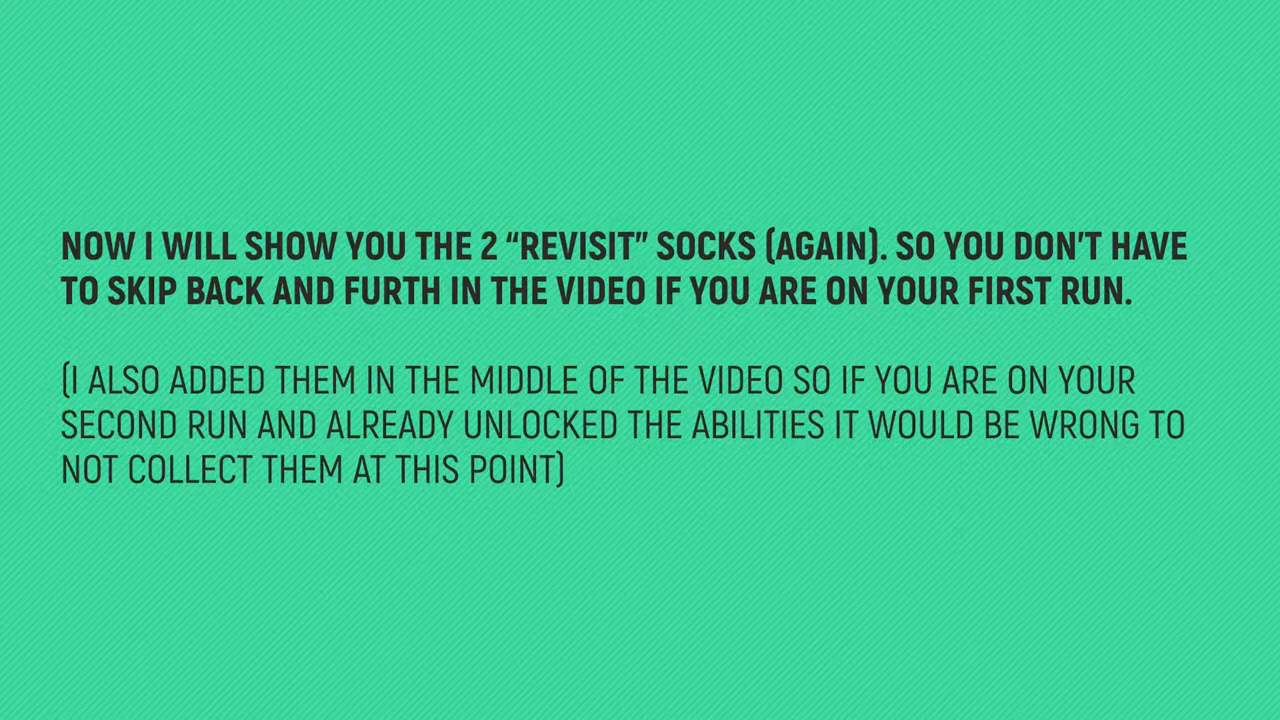 NOW I WILL SHOW YOU THE 2 “REVISIT” SOCKS (AGAIN). SO YOU DON’T HAVE
TO SKIP BACK AND FURTH IN THE VIDEO IF YOU ARE ON YOUR FIRST RUN.
(I ALSO ADDED THEM IN THE MIDDLE OF THE VIDEO SO IF YOU ARE ON YOUR
SECOND RUN AND ALREADY UNLOCKED THE ABILITIES IT WOULD BE WRONG TO
NOT COLLECT THEM AT THIS POINT)